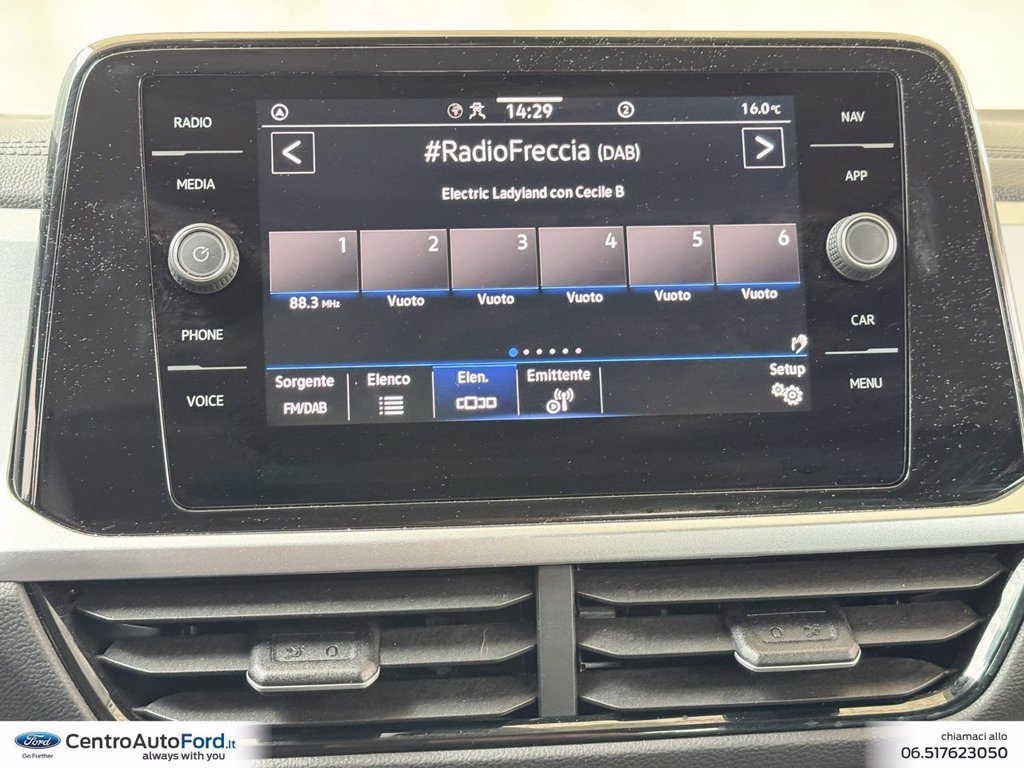 RADIO
MEDIA
PHONE
VOICE
14:29
2
16.0°C
#RadioFreccia (DAB)
Electric Ladyland con Cecile B
1 2 3 4 5 6
88.3 MHz Vuoto Vuoto Vuoto Vuoto Vuoto
Sorgente Elenco Elen. Emittente Setup
FM/DAB
NAV
APP
CAR
MENU
Ford
Go Further
CentroAutoFord.it
always with you
chiamaci allo
06.517623050